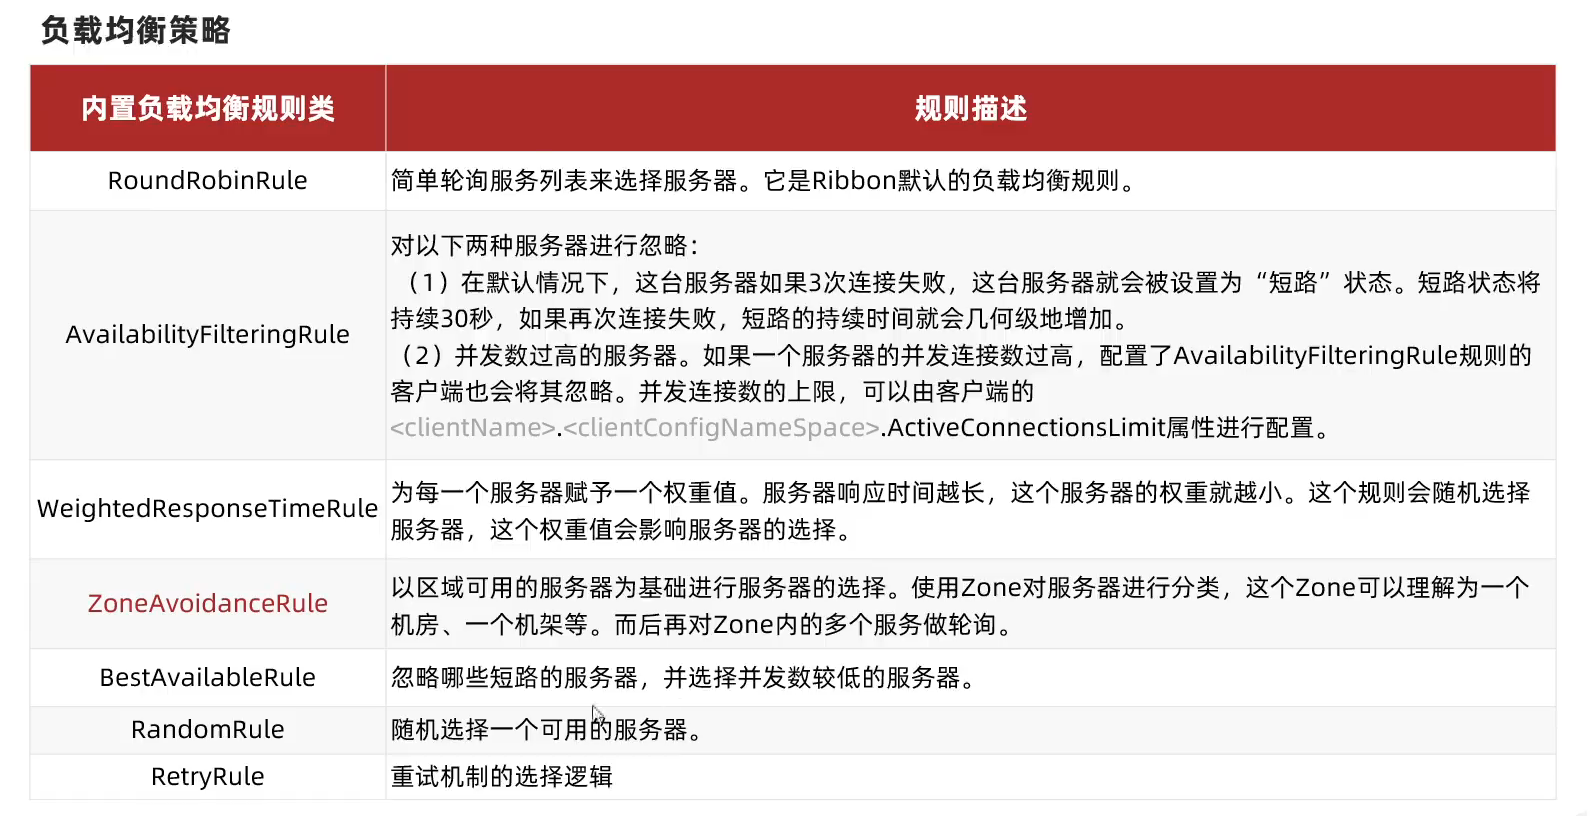 负载均衡策略
内置负载均衡规则类
规则描述
RoundRobinRule
简单轮询服务列表来选择服务器。它是Ribbon默认的负载均衡规则。
AvailabilityFilteringRule
对以下两种服务器进行忽略：
（1）在默认情况下，这台服务器如果3次连接失败，这台服务器就会被设置为“短路”状态。短路状态将
持续30秒，如果再次连接失败，短路的持续时间就会几何级地增加。
（2）并发数过高的服务器。如果一个服务器的并发连接数过高，配置了AvailabilityFilteringRule规则的
客户端也会将其忽略。并发连接数的上限，可以由客户端的
<clientName>.<clientConfigNameSpace>.ActiveConnectionsLimit属性进行配置。
WeightedResponseTimeRule
为每一个服务器赋予一个权重值。服务器响应时间越长，这个服务器的权重就越小。这个规则会随机选择
服务器，这个权重值会影响服务器的选择。
ZoneAvoidanceRule
以区域可用的服务器为基础进行服务器的选择。使用Zone对服务器进行分类，这个Zone可以理解为一个
机房、一个机架等。而后再对Zone内的多个服务做轮询。
BestAvailableRule
忽略哪些短路的服务器，并选择并发数较低的服务器。
RandomRule
随机选择一个可用的服务器。
RetryRule
重试机制的选择逻辑